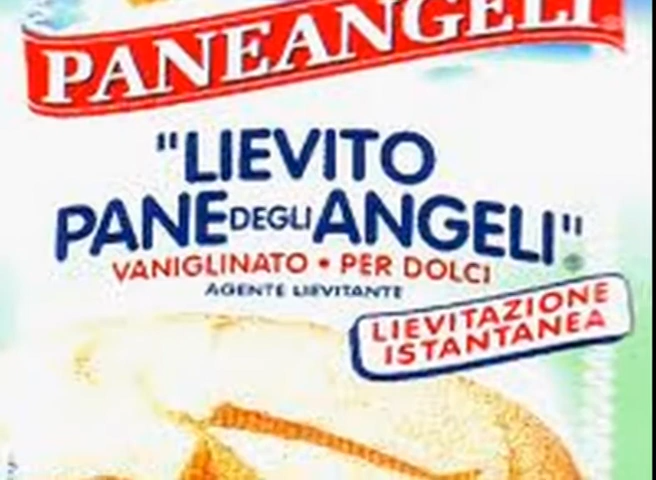 PANEANGELI
"LIEVITO
PANE DEGLI ANGELI"
VANIGLINATO • PER DOLCI
AGENTE LIEVITANTE
LIEVITAZIONE
ISTANTANEA